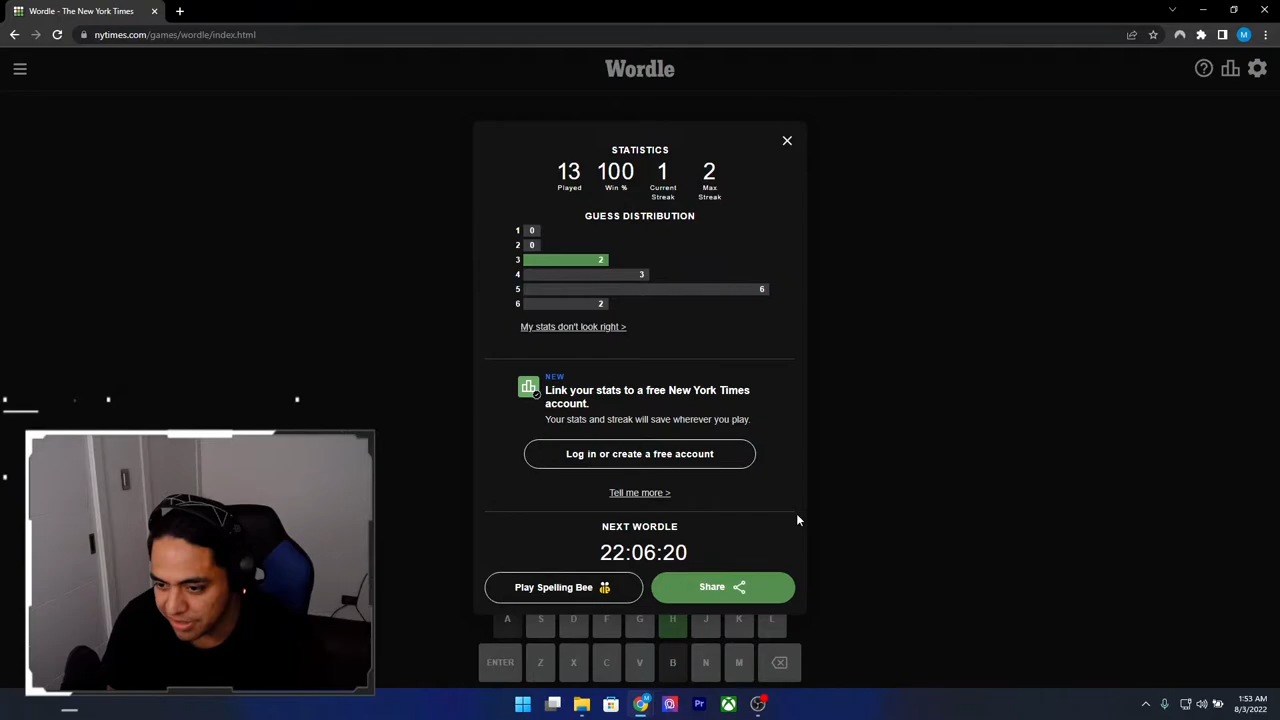 Wordle - The New York Times
nytimes.com/games/wordle/index.html
M
Wordle
STATISTICS
13 100 1 2
Played Win % Current Streak Max Streak
GUESS DISTRIBUTION
1 0
2 0
3 2
4 3
5 6
6 2
My stats don't look right >
NEW
Link your stats to a free New York Times
account.
Your stats and streak will save wherever you play.
Log in or create a free account
Tell me more >
NEXT WORDLE
22:06:20
Play Spelling Bee
Share
A S D F G H J K L
ENTER Z X C V B N M
Pr
1:53 AM
8/3/2022